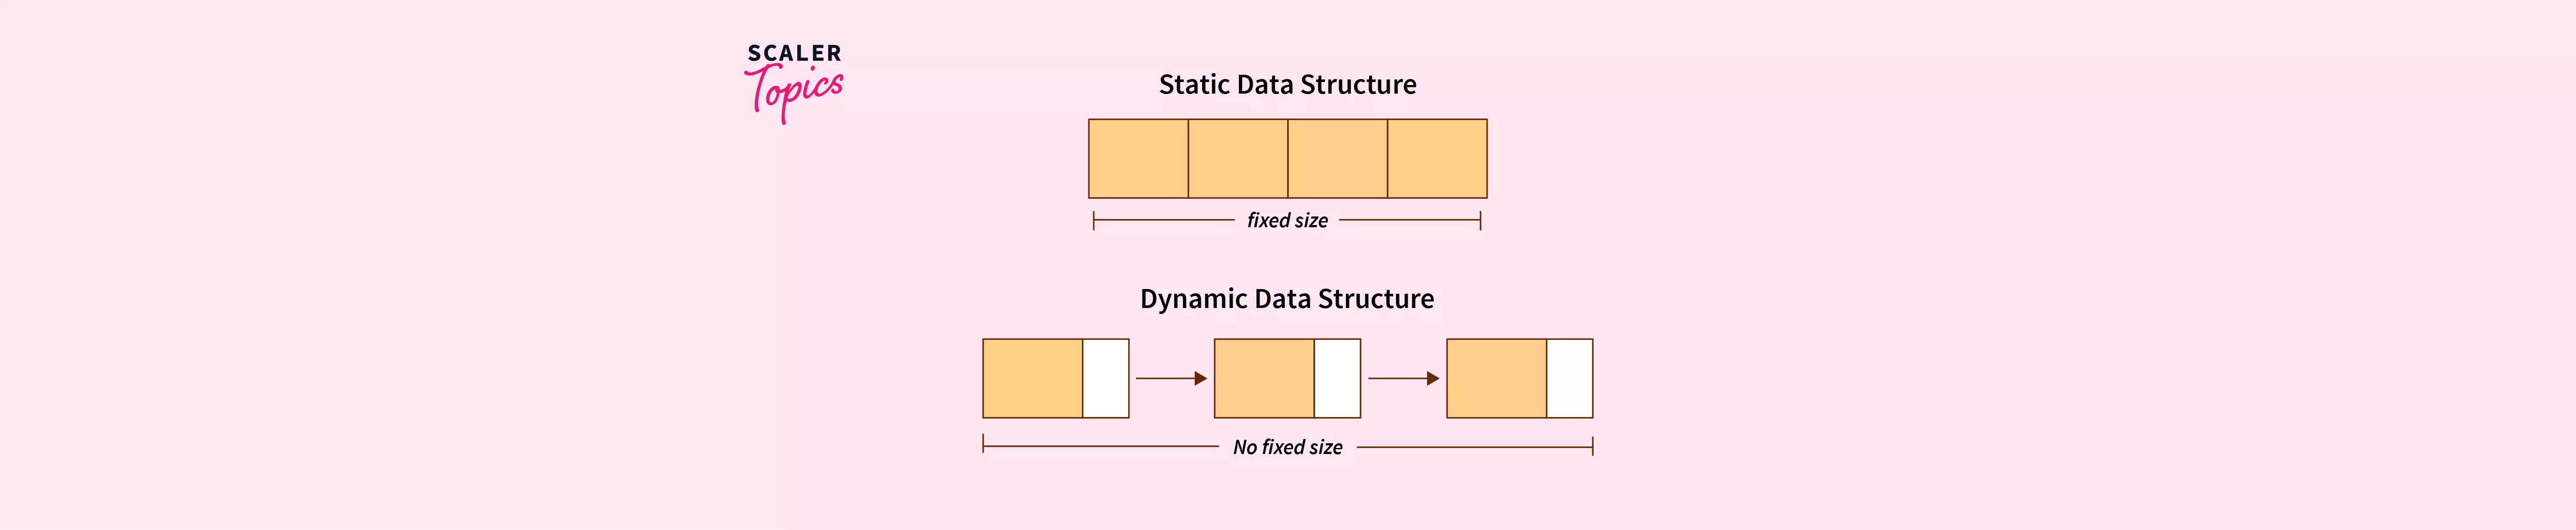 SCALER
Topics
Static Data Structure
fixed size
Dynamic Data Structure
No fixed size